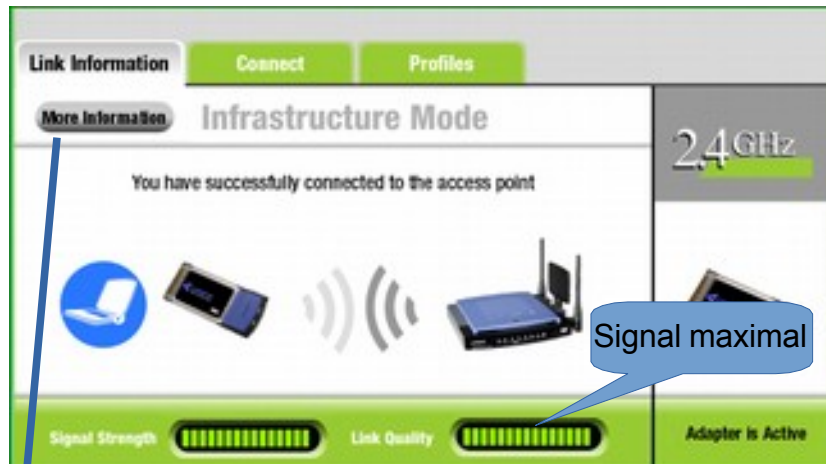 Link Information
Connect
Profiles
More Information
Infrastructure Mode
2,4GHz
You have successfully connected to the access point
Signal maximal
Signal Strength
Link Quality
Adapter is Active